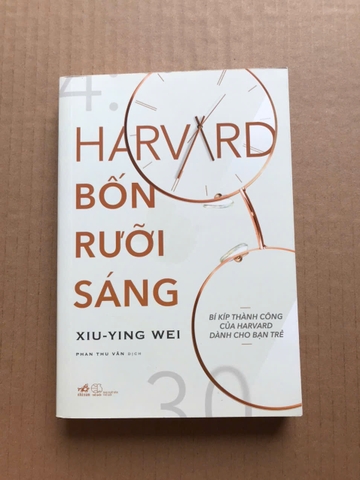 4:
HARVARD
BỐN
RƯỠI
SÁNG
XIU-YING WEI
PHAN THU VÂN DỊCH
BÍ KÍP THÀNH CÔNG
CỦA HARVARD
DÀNH CHO BẠN TRẺ
30